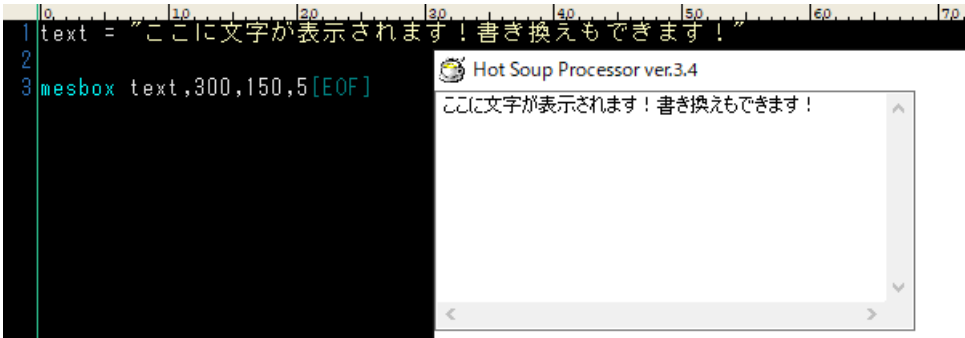 0 10 20 30 40 50 60 70
1 text = "ここに文字が表示されます！書き換えもできます！"
2
3 mesbox text,300,150,5[EOF]
Hot Soup Processor ver.3.4
ここに文字が表示されます！書き換えもできます！